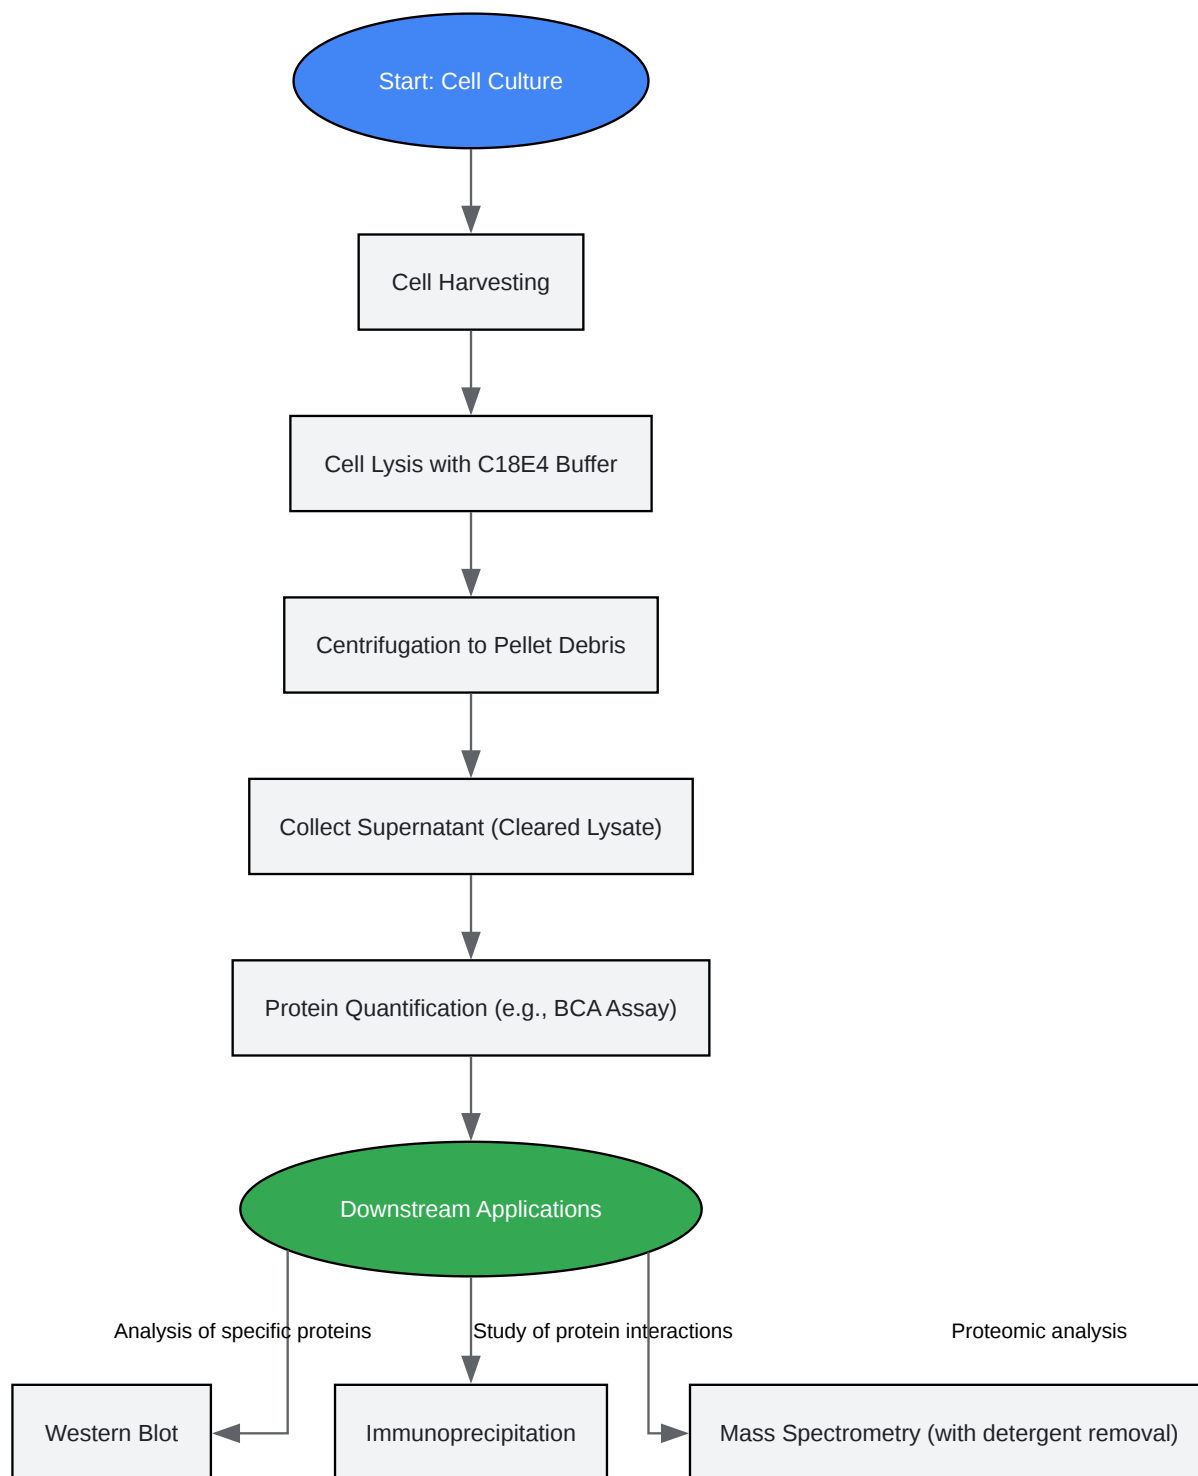 Start: Cell Culture
Cell Harvesting
Cell Lysis with C18E4 Buffer
Centrifugation to Pellet Debris
Collect Supernatant (Cleared Lysate)
Protein Quantification (e.g., BCA Assay)
Downstream Applications
Analysis of specific proteins
Study of protein interactions
Proteomic analysis
Western Blot
Immunoprecipitation
Mass Spectrometry (with detergent removal)